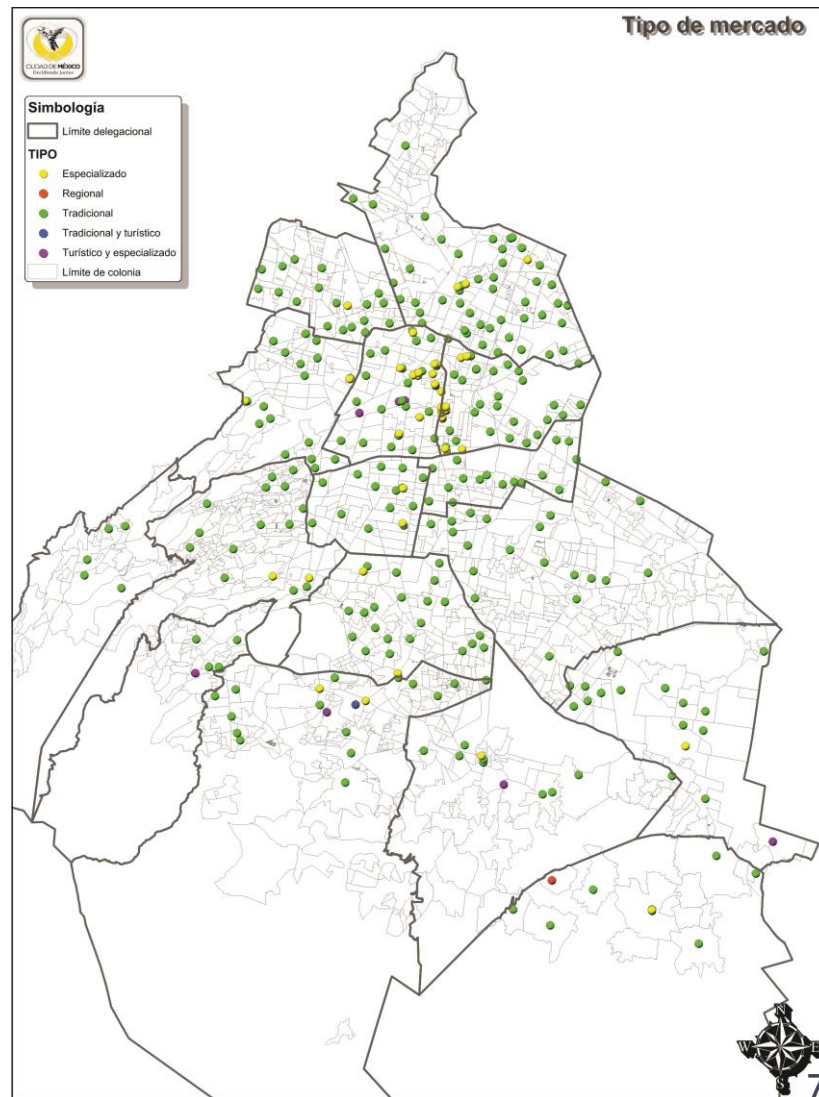 Tipo de mercado
CIUDAD DE MÉXICO
Decidiendo Juntos
Simbología
Límite delegacional
TIPO
Especializado
Regional
Tradicional
Tradicional y turístico
Turístico y especializado
Límite de colonia
N
W
E
S
7